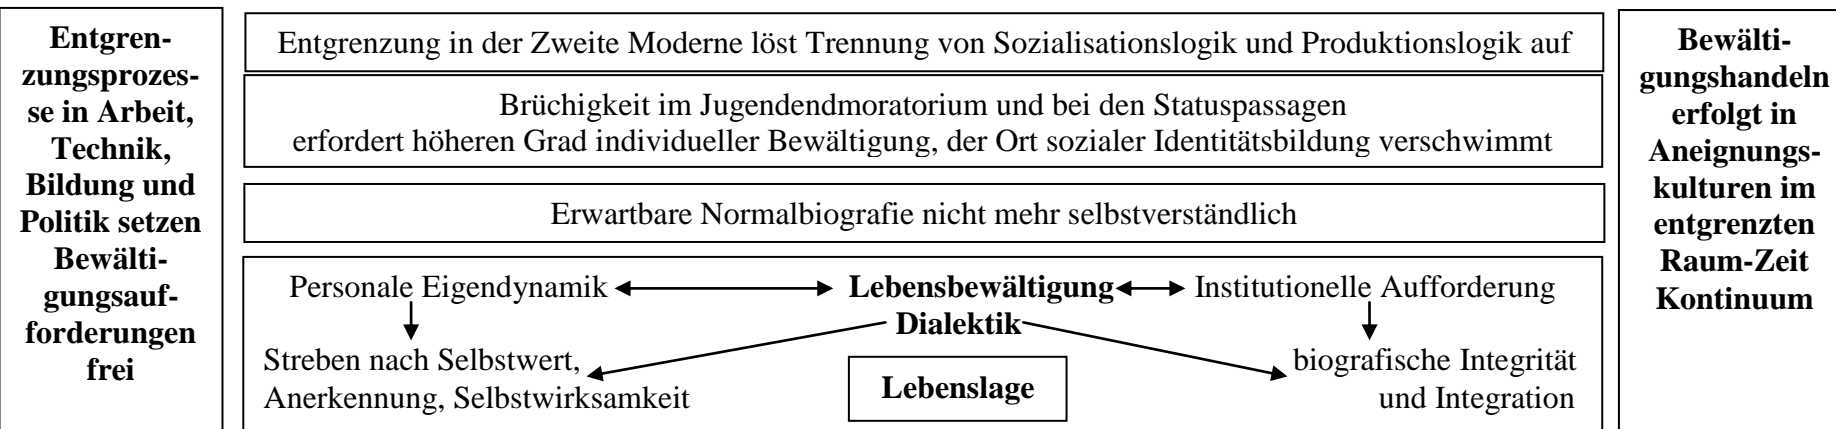 Entgren-
zungsprozes-
se in Arbeit,
Technik,
Bildung und
Politik setzen
Bewälti-
gungsauf-
forderungen
frei
Entgrenzung in der Zweite Moderne löst Trennung von Sozialisationslogik und Produktionslogik auf
Brüchigkeit im Jugendendmoratorium und bei den Statuspassagen
erfordert höheren Grad individueller Bewältigung, der Ort sozialer Identitätsbildung verschwimmt
Erwartbare Normalbiografie nicht mehr selbstverständlich
Personale Eigendynamik Lebensbewältigung Institutionelle Aufforderung
Dialektik
Streben nach Selbstwert, biografische Integrität
Anerkennung, Selbstwirksamkeit Lebenslage und Integration
Bewälti-
gungshandeln
erfolgt in
Aneignungs-
kulturen im
entgrenzten
Raum-Zeit
Kontinuum